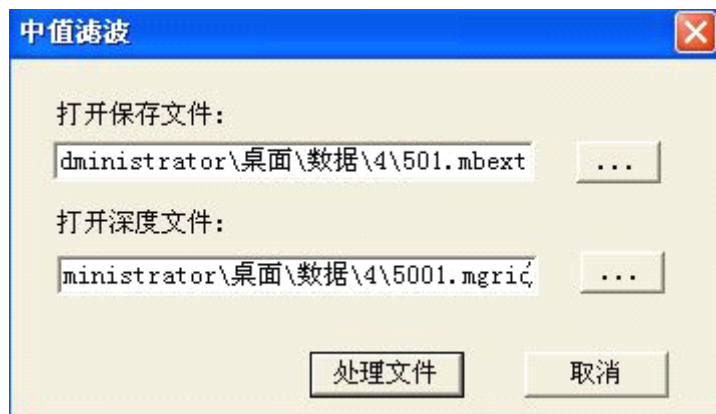 中值滤波
打开保存文件:
dministrator\桌面\数据\4\501.mbext
...
打开深度文件:
ministrator\桌面\数据\4\5001.mgric
...
处理文件 取消